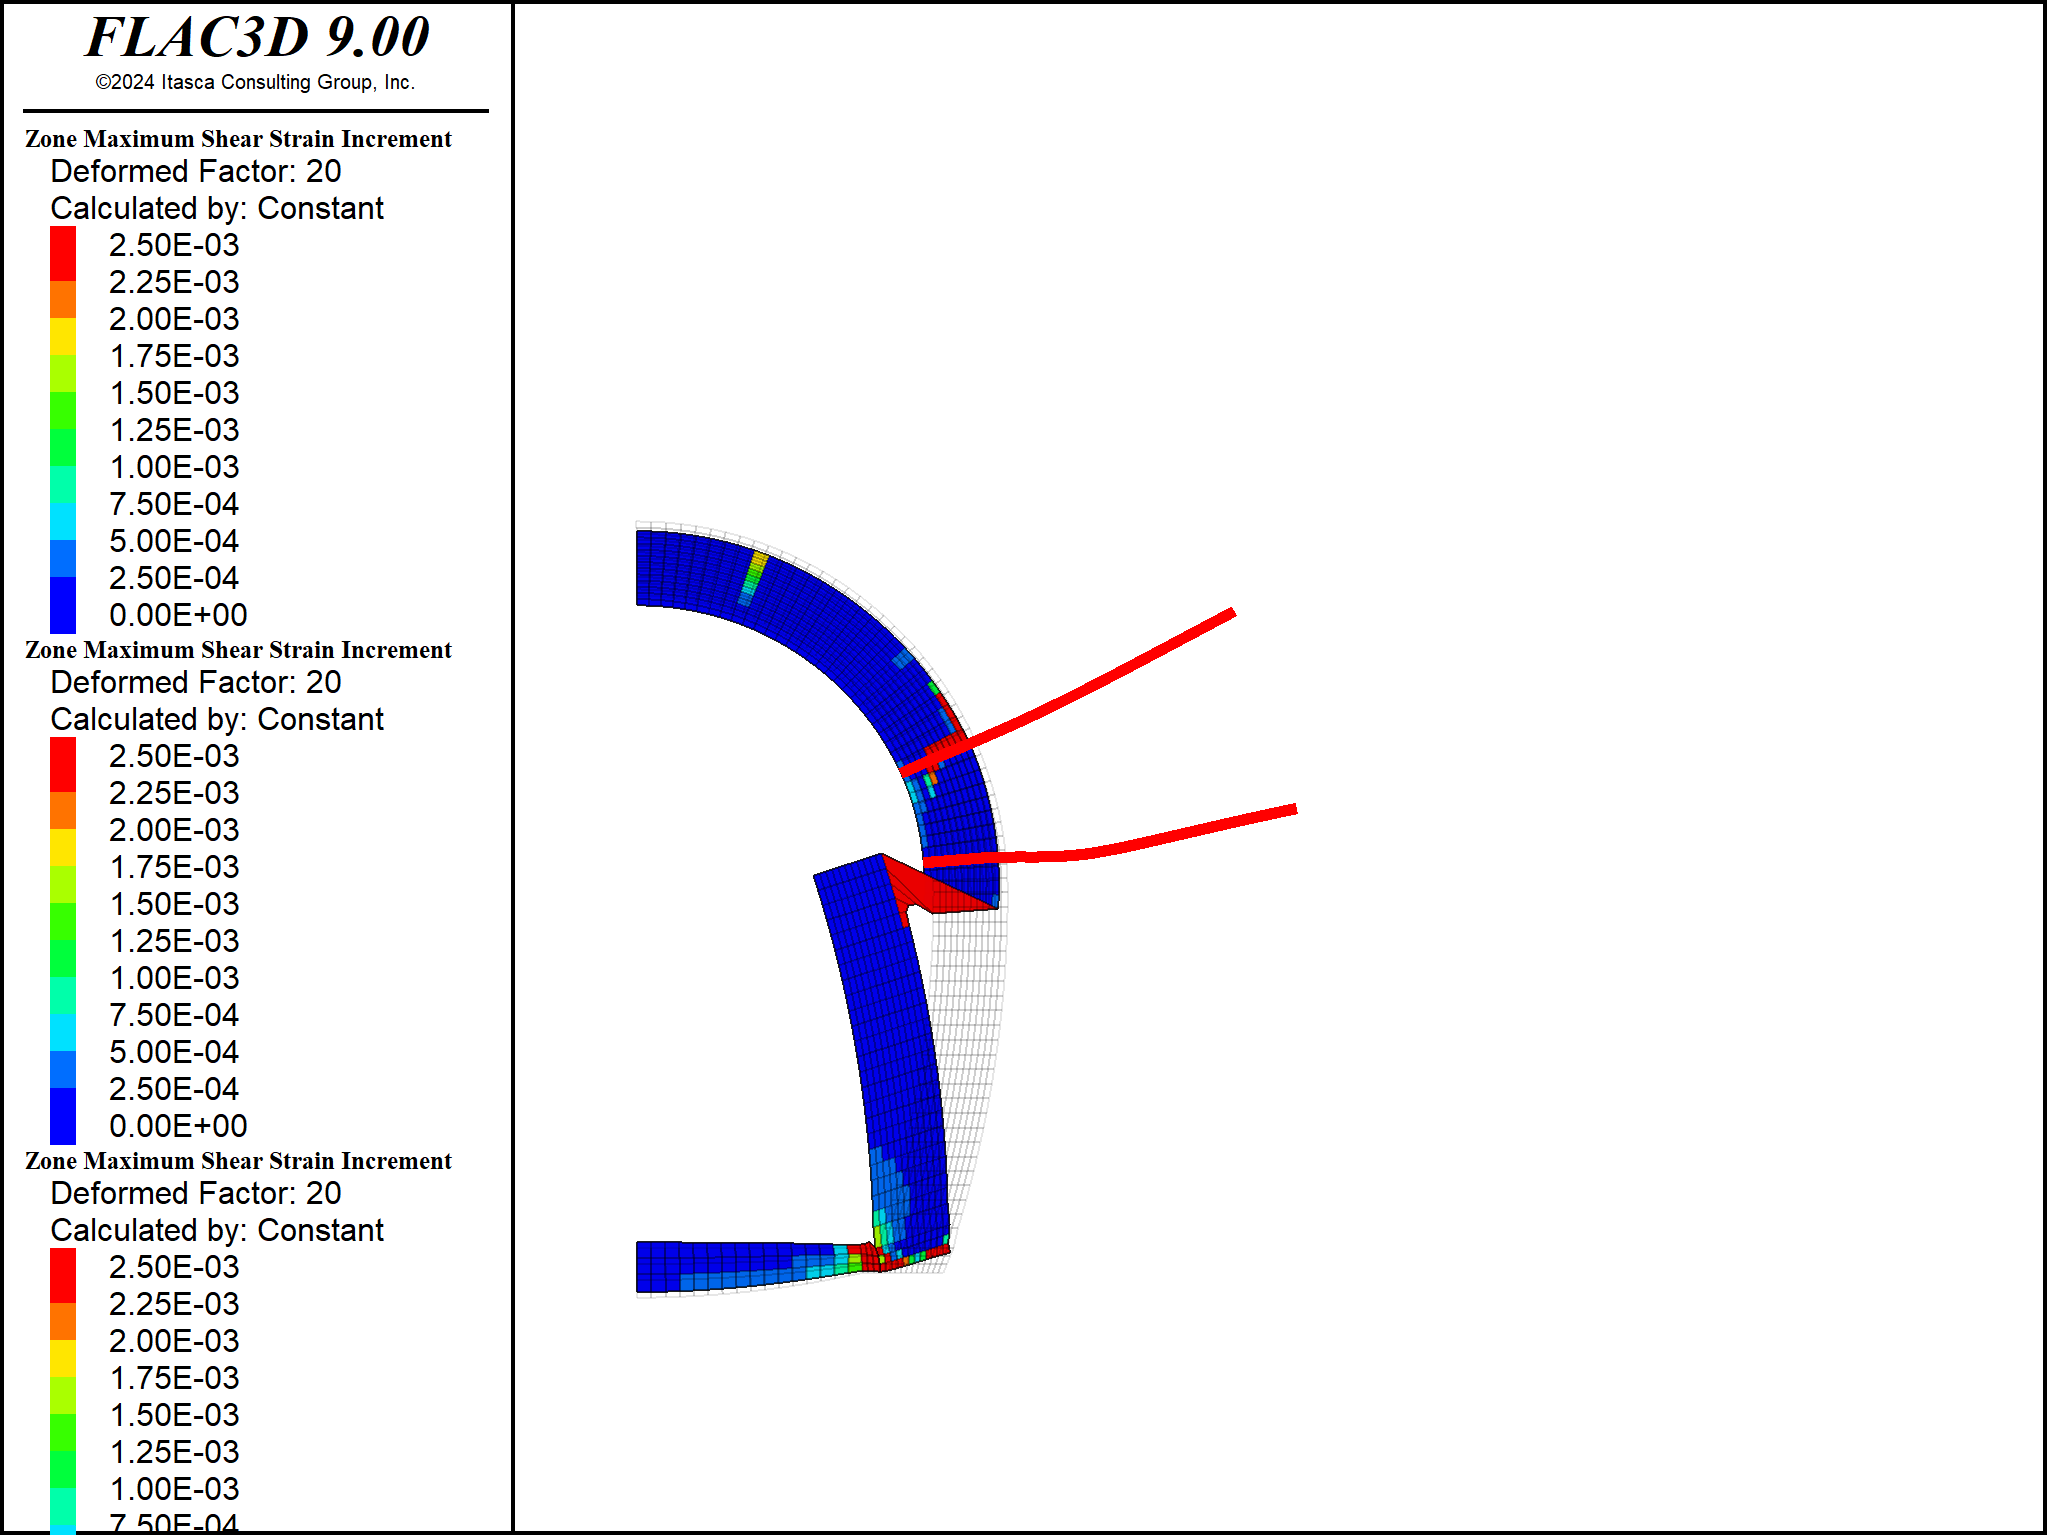 FLAC3D 9.00
©2024 Itasca Consulting Group, Inc.
Zone Maximum Shear Strain Increment
Deformed Factor: 20
Calculated by: Constant
2.50E-03
2.25E-03
2.00E-03
1.75E-03
1.50E-03
1.25E-03
1.00E-03
7.50E-04
5.00E-04
2.50E-04
0.00E+00
Zone Maximum Shear Strain Increment
Deformed Factor: 20
Calculated by: Constant
2.50E-03
2.25E-03
2.00E-03
1.75E-03
1.50E-03
1.25E-03
1.00E-03
7.50E-04
5.00E-04
2.50E-04
0.00E+00
Zone Maximum Shear Strain Increment
Deformed Factor: 20
Calculated by: Constant
2.50E-03
2.25E-03
2.00E-03
1.75E-03
1.50E-03
1.25E-03
1.00E-03
7.50E-04